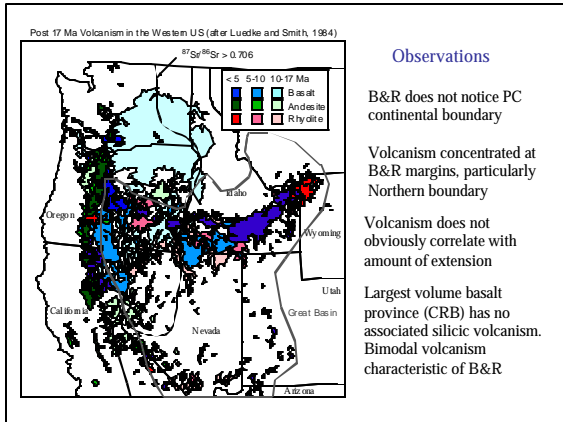 Post 17 Ma Volcanism in the Western US (after Luedke and Smith, 1984)
87Sr/86Sr > 0.706
< 5 5-10 10-17 Ma
Basalt
Andesite
Rhyolite
Idaho
Oregon
Wyoming
Utah
California
Great Basin
Nevada
Arizona
Observations
B&R does not notice PC
continental boundary
Volcanism concentrated at
B&R margins, particularly
Northern boundary
Volcanism does not
obviously correlate with
amount of extension
Largest volume basalt
province (CRB) has no
associated silicic volcanism.
Bimodal volcanism
characteristic of B&R